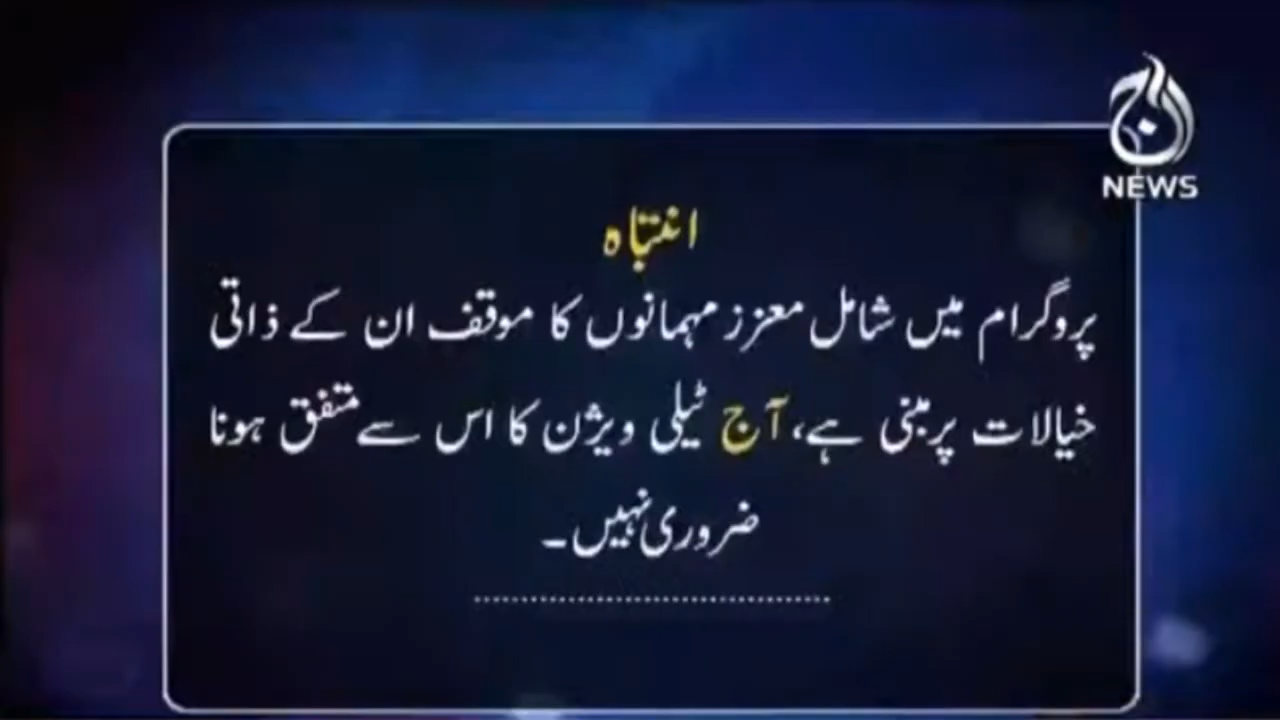 آج
NEWS
انتباہ
پروگرام میں شامل معزز مہمانوں کا موقف ان کے ذاتی
خیالات پر مبنی ہے، آج ٹیلی ویژن کا اس سے متفق ہونا
ضروری نہیں۔